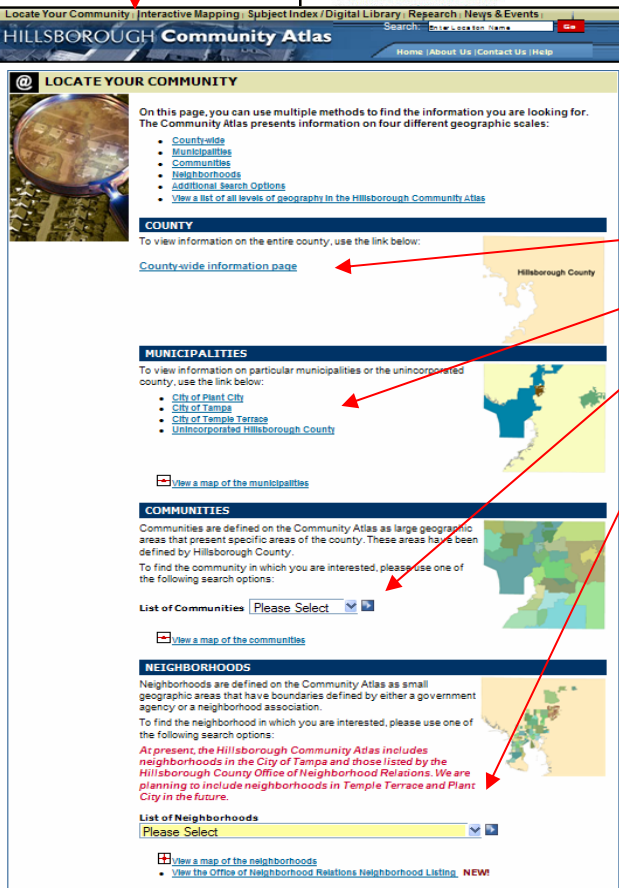 Locate Your Community | Interactive Mapping | Subject Index / Digital Library | Research | News & Events |
HILLSBOROUGH Community Atlas
Search: Enter Location Name Go
Home | About Us | Contact Us | Help
@ LOCATE YOUR COMMUNITY
On this page, you can use multiple methods to find the information you are looking for.
The Community Atlas presents information on four different geographic scales:
• County-wide
• Municipalities
• Communities
• Neighborhoods
• Additional Search Options
• View a list of all levels of geography in the Hillsborough Community Atlas
COUNTY
To view information on the entire county, use the link below:
County-wide information page
Hillsborough County
MUNICIPALITIES
To view information on particular municipalities or the unincorporated
county, use the link below:
• City of Plant City
• City of Tampa
• City of Temple Terrace
• Unincorporated Hillsborough County
View a map of the municipalities
COMMUNITIES
Communities are defined on the Community Atlas as large geographic
areas that present specific areas of the county. These areas have been
defined by Hillsborough County.
To find the community in which you are interested, please use one of
the following search options:
List of Communities Please Select
View a map of the communities
NEIGHBORHOODS
Neighborhoods are defined on the Community Atlas as small
geographic areas that have boundaries defined by either a government
agency or a neighborhood association.
To find the neighborhood in which you are interested, please use one of
the following search options:
At present, the Hillsborough Community Atlas includes
neighborhoods in the City of Tampa and those listed by the
Hillsborough County Office of Neighborhood Relations. We are
planning to include neighborhoods in Temple Terrace and Plant
City in the future.
List of Neighborhoods
Please Select
View a map of the neighborhoods
• View the Office of Neighborhood Relations Neighborhood Listing NEW!